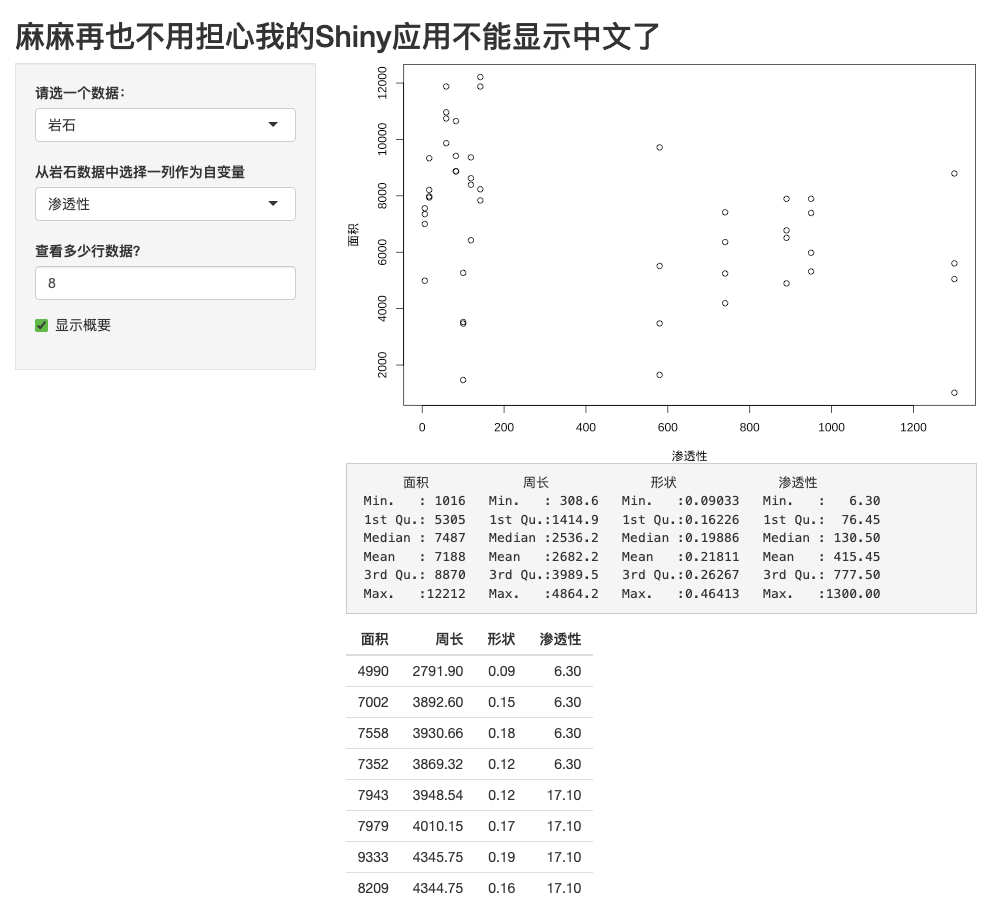 麻麻再也不用担心我的Shiny应用不能显示中文了
请选一个数据：
岩石
从岩石数据中选择一列作为自变量
渗透性
查看多少行数据?
8
显示概要
面积
12000
10000
8000
6000
4000
2000
0 200 400 600 800 1000 1200
渗透性
面积 周长 形状 渗透性
Min. : 1016 Min. : 308.6 Min. :0.09033 Min. : 6.30
1st Qu.: 5305 1st Qu.:1414.9 1st Qu.:0.16226 1st Qu.: 76.45
Median : 7487 Median :2536.2 Median :0.19886 Median : 130.50
Mean : 7188 Mean :2682.2 Mean :0.21811 Mean : 415.45
3rd Qu.: 8870 3rd Qu.:3989.5 3rd Qu.:0.26267 3rd Qu.: 777.50
Max. :12212 Max. :4864.2 Max. :0.46413 Max. :1300.00
面积 周长 形状 渗透性
4990 2791.90 0.09 6.30
7002 3892.60 0.15 6.30
7558 3930.66 0.18 6.30
7352 3869.32 0.12 6.30
7943 3948.54 0.12 17.10
7979 4010.15 0.17 17.10
9333 4345.75 0.19 17.10
8209 4344.75 0.16 17.10